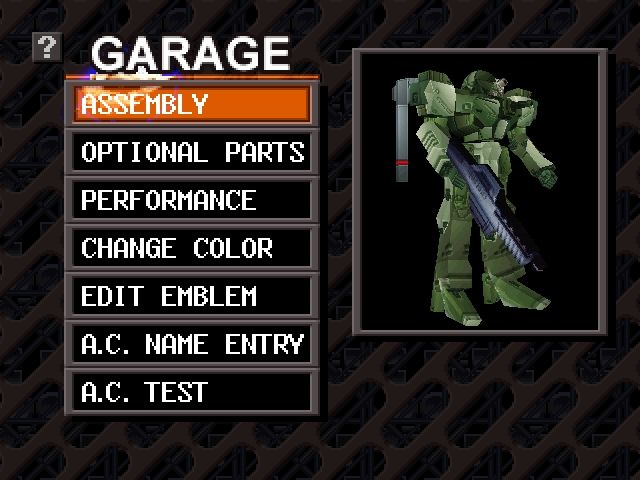 ?
GARAGE
ASSEMBLY
OPTIONAL PARTS
PERFORMANCE
CHANGE COLOR
EDIT EMBLEM
A.C. NAME ENTRY
A.C. TEST